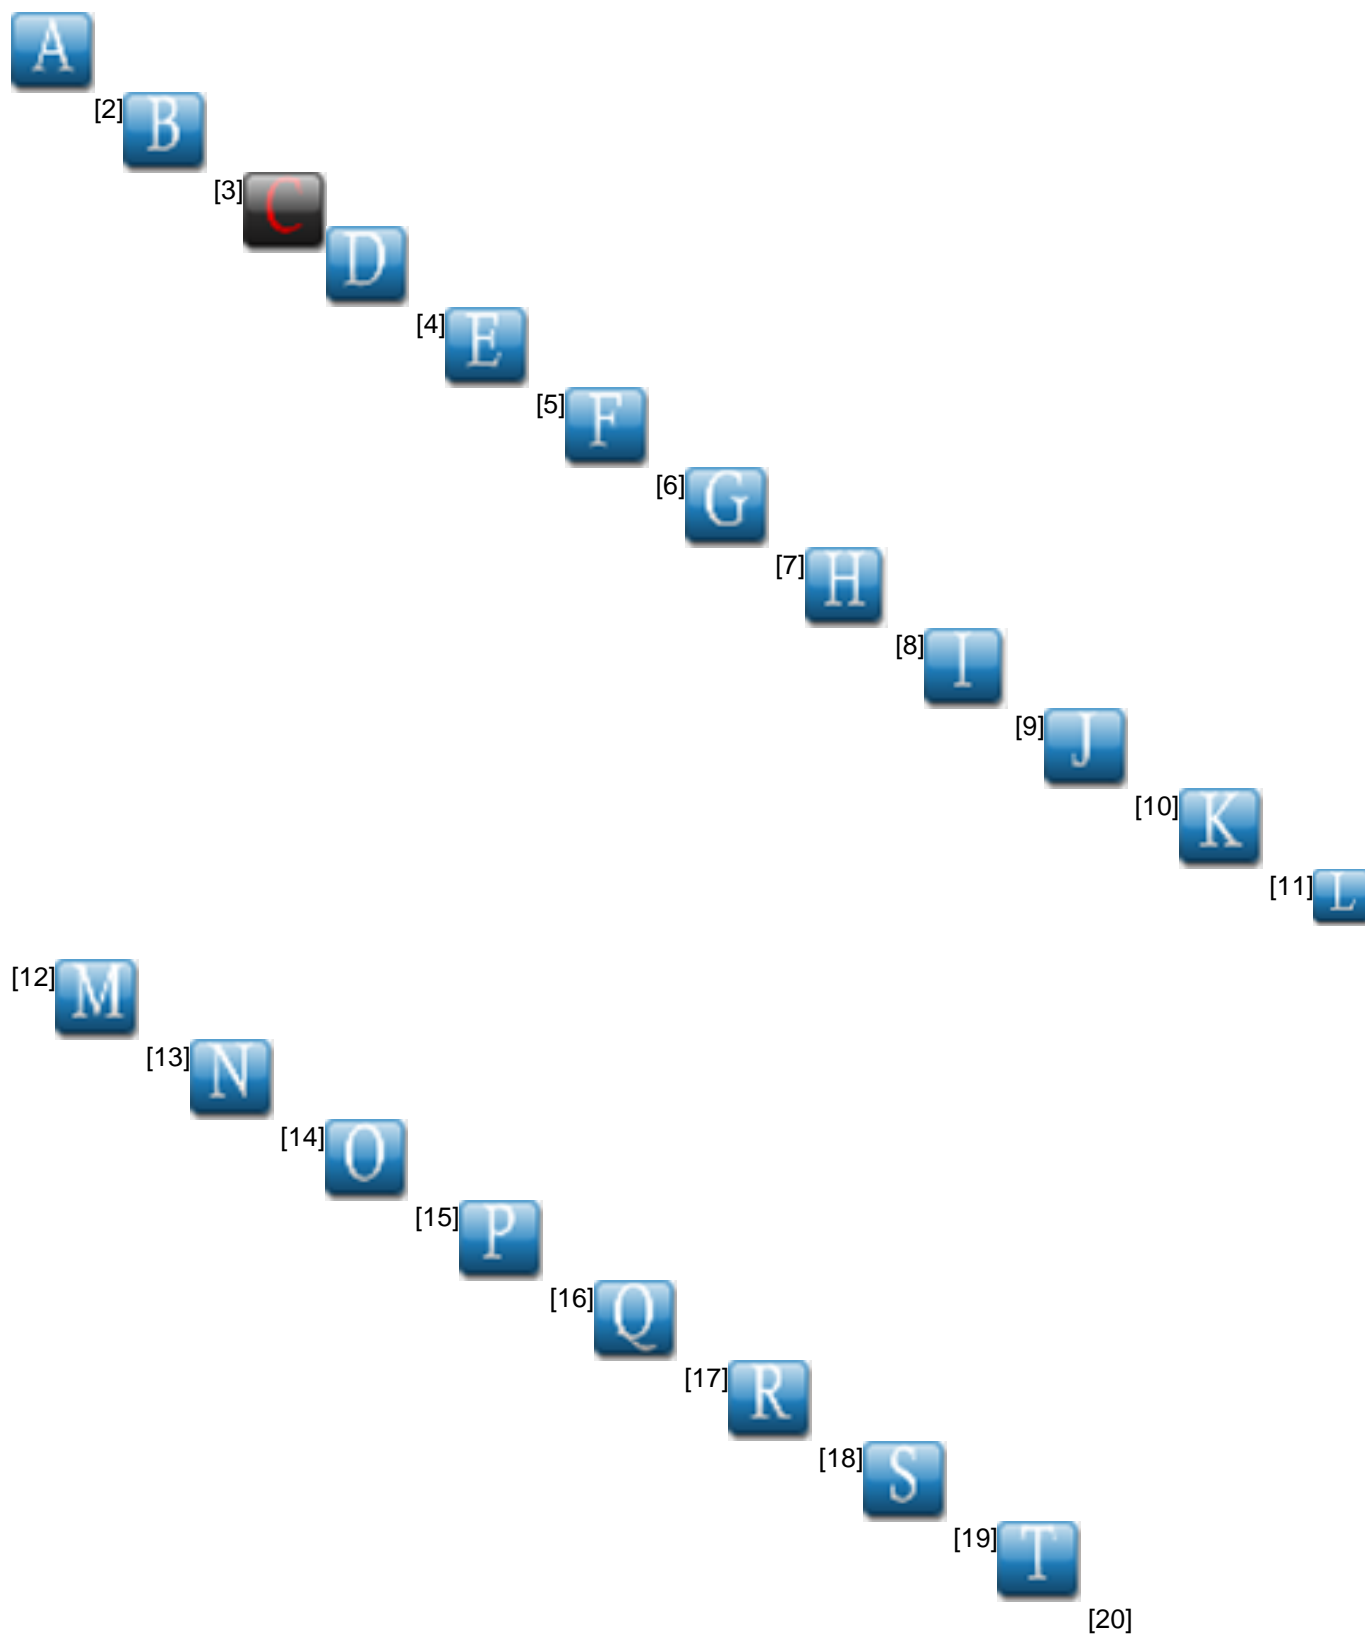 A
[2] B
[3] C
D
[4] E
[5] F
[6] G
[7] H
[8] I
[9] J
[10] K
[11] L
[12] M
[13] N
[14] O
[15] P
[16] Q
[17] R
[18] S
[19] T
[20]